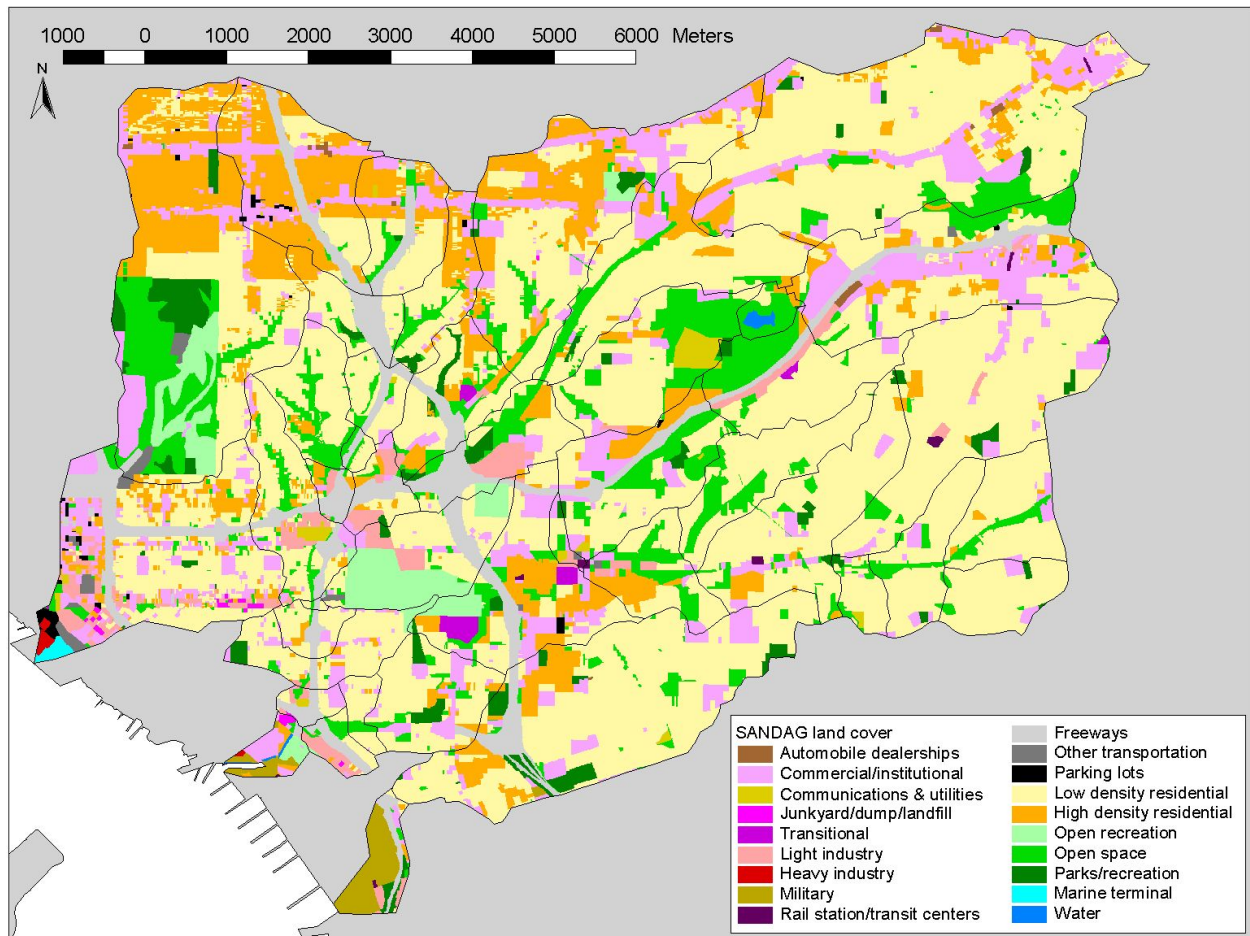 1000 0 1000 2000 3000 4000 5000 6000 Meters
N
SANDAG land cover
Automobile dealerships
Commercial/institutional
Communications & utilities
Junkyard/dump/landfill
Transitional
Light industry
Heavy industry
Military
Rail station/transit centers
Freeways
Other transportation
Parking lots
Low density residential
High density residential
Open recreation
Open space
Parks/recreation
Marine terminal
Water